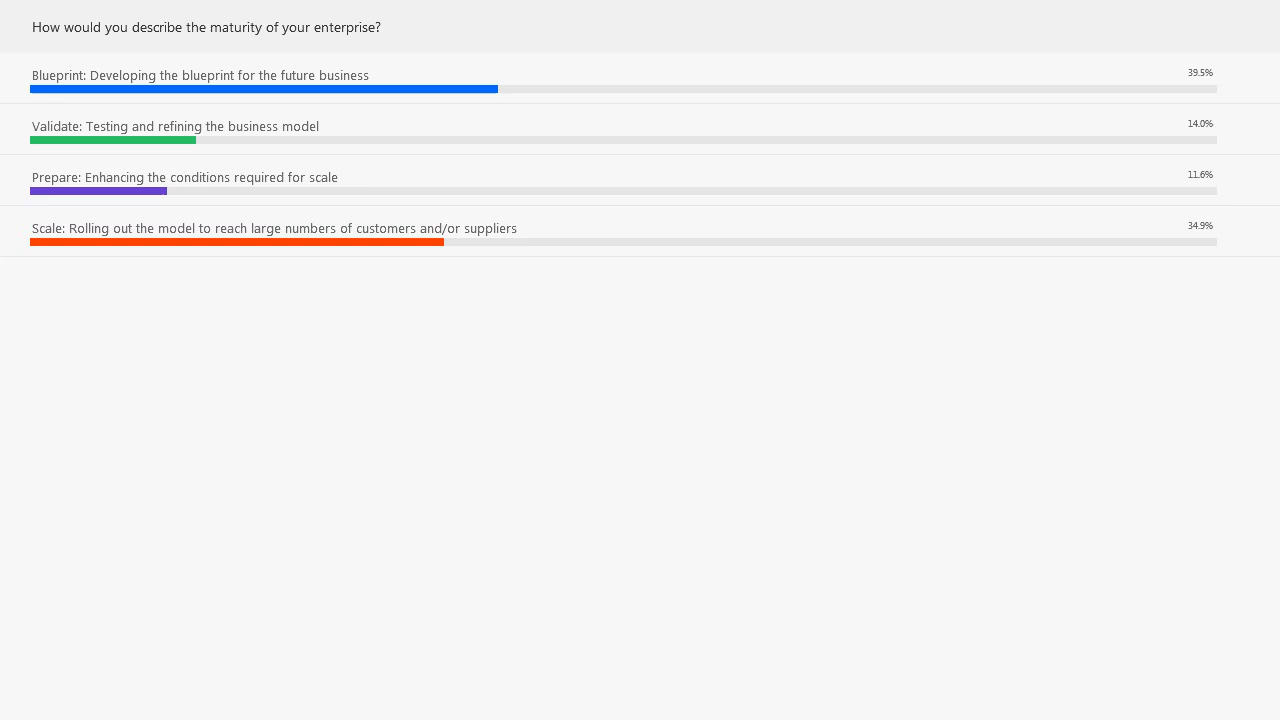 How would you describe the maturity of your enterprise?
Blueprint: Developing the blueprint for the future business
39.5%
Validate: Testing and refining the business model
14.0%
Prepare: Enhancing the conditions required for scale
11.6%
Scale: Rolling out the model to reach large numbers of customers and/or suppliers
34.9%